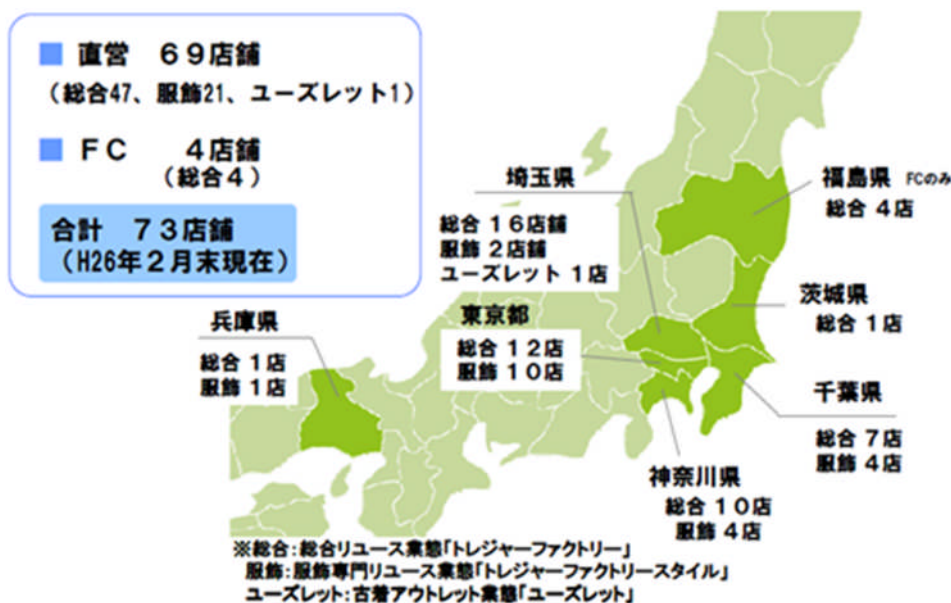 ■ 直営 69店舗
(総合47、服飾21、ユーズレット1)
■ FC 4店舗
(総合4)
合計 73店舗
(H26年2月末現在)
兵庫県
総合 1店
服飾 1店
埼玉県
総合 16店舗
服飾 2店舗
ユーズレット 1店
東京都
総合 12店
服飾 10店
福島県 FCのみ
総合 4店
茨城県
総合 1店
千葉県
総合 7店
服飾 4店
神奈川県
総合 10店
服飾 4店
※総合:総合リユース業態「トレジャーファクトリー」
服飾:服飾専門リユース業態「トレジャーファクトリースタイル」
ユーズレット:古着アウトレット業態「ユーズレット」